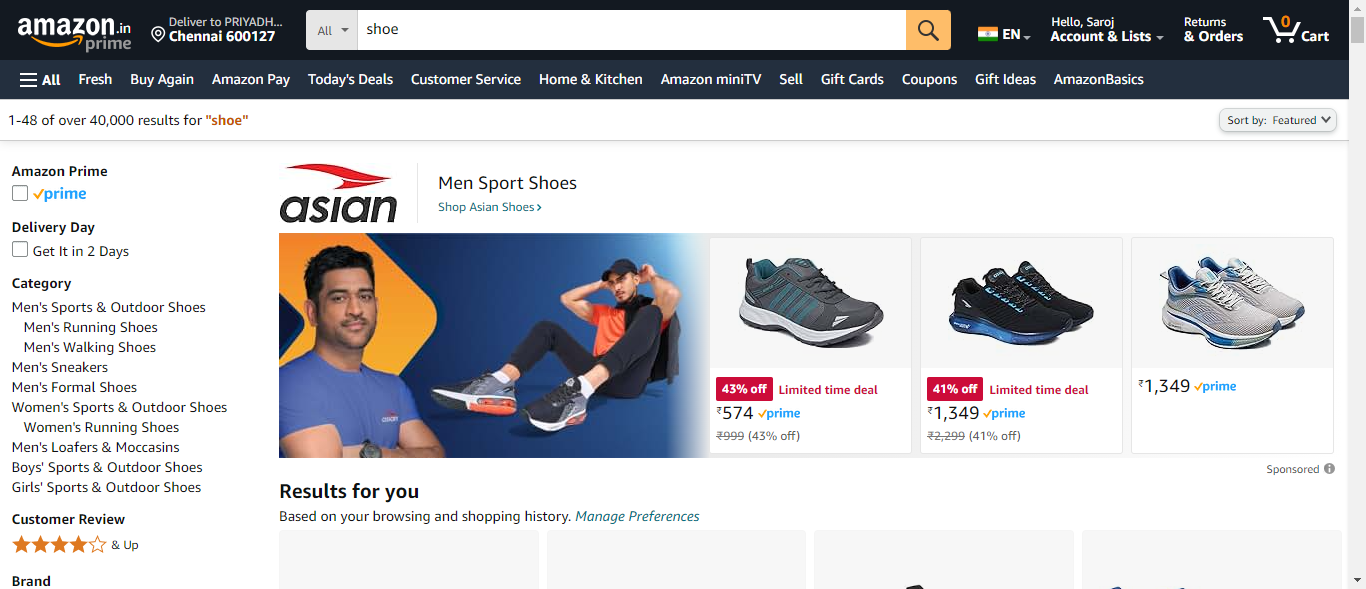 amazon.in
prime
Deliver to PRIYADH...
Chennai 600127
All
shoe
EN
Hello, Saroj
Account & Lists
Returns
& Orders
0
Cart
All
Fresh
Buy Again
Amazon Pay
Today's Deals
Customer Service
Home & Kitchen
Amazon miniTV
Sell
Gift Cards
Coupons
Gift Ideas
AmazonBasics
1-48 of over 40,000 results for "shoe"
Sort by: Featured
Amazon Prime
prime
Delivery Day
Get It in 2 Days
Category
Men's Sports & Outdoor Shoes
Men's Running Shoes
Men's Walking Shoes
Men's Sneakers
Men's Formal Shoes
Women's Sports & Outdoor Shoes
Women's Running Shoes
Men's Loafers & Moccasins
Boys' Sports & Outdoor Shoes
Girls' Sports & Outdoor Shoes
Customer Review
& Up
Brand
asian
Men Sport Shoes
Shop Asian Shoes ›
asian
43% off Limited time deal
₹574 prime
₹999 (43% off)
41% off Limited time deal
₹1,349 prime
₹2,299 (41% off)
₹1,349 prime
Sponsored
Results for you
Based on your browsing and shopping history. Manage Preferences